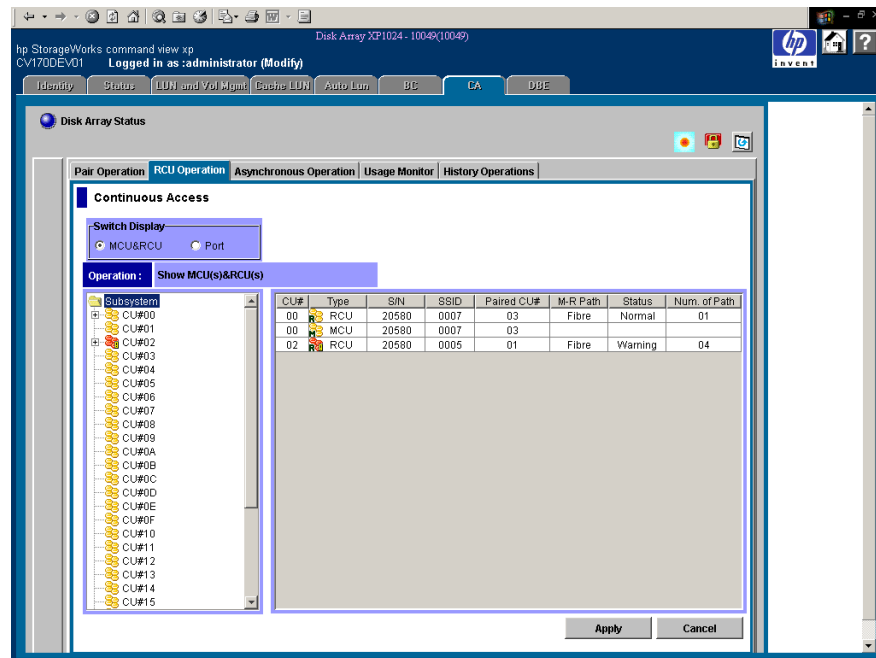 Disk Array XP1024 - 10049(10049)
hp StorageWorks command view xp
CV170DEV01 Logged in as :administrator (Modify)
hp
invent
?
Identity Status LUN and Vol Mgmt Cache LUN Auto Lun BC CA DBE
Disk Array Status
Pair Operation RCU Operation Asynchronous Operation Usage Monitor History Operations
Continuous Access
Switch Display
MCU&RCU Port
Operation : Show MCU(s)&RCU(s)
Subsystem
CU#00
CU#01
CU#02
CU#03
CU#04
CU#05
CU#06
CU#07
CU#08
CU#09
CU#0A
CU#0B
CU#0C
CU#0D
CU#0E
CU#0F
CU#10
CU#11
CU#12
CU#13
CU#14
CU#15
CU# Type S/N SSID Paired CU# M-R Path Status Num. of Path
00 R RCU 20580 0007 03 Fibre Normal 01
00 M MCU 20580 0007 03
02 R RCU 20580 0005 01 Fibre Warning 04
Apply Cancel